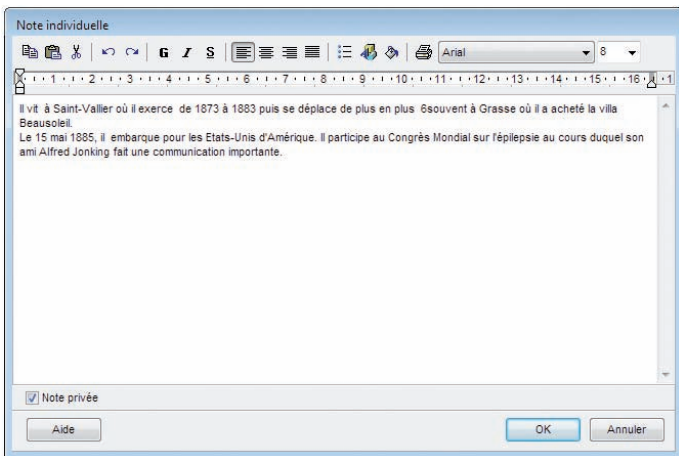 Note individuelle
G I S Arial 8
1 2 3 4 5 6 7 8 9 10 11 12 13 14 15 16 1
Il vit à Saint-Vallier où il exerce de 1873 à 1883 puis se déplace de plus en plus 6souvent à Grasse où il a acheté la villa
Beausoleil.
Le 15 mai 1885, il embarque pour les Etats-Unis d'Amérique. Il participe au Congrès Mondial sur l'épilepsie au cours duquel son
ami Alfred Jonking fait une communication importante.
Note privée
Aide OK Annuler